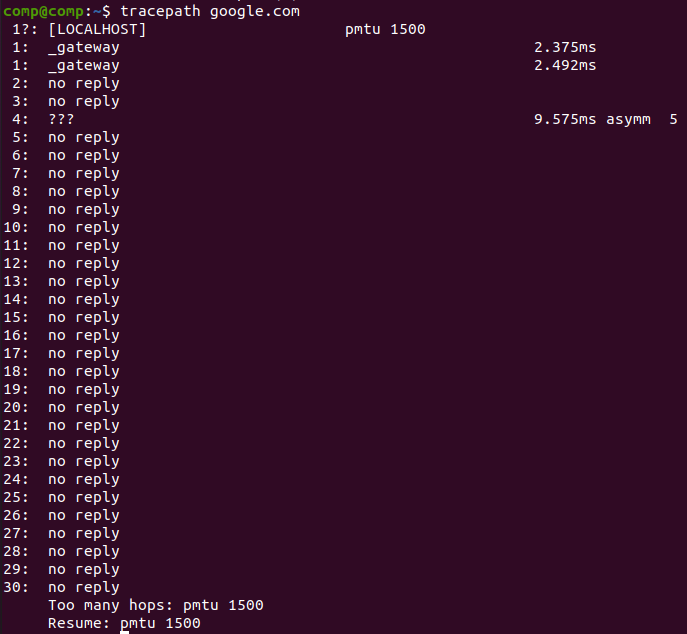 comp@comp:~$ tracepath google.com
 1?: [LOCALHOST]                      pmtu 1500
 1:  _gateway                                              2.375ms
 1:  _gateway                                              2.492ms
 2:  no reply
 3:  no reply
 4:  ???                                                   9.575ms asymm  5
 5:  no reply
 6:  no reply
 7:  no reply
 8:  no reply
 9:  no reply
10:  no reply
11:  no reply
12:  no reply
13:  no reply
14:  no reply
15:  no reply
16:  no reply
17:  no reply
18:  no reply
19:  no reply
20:  no reply
21:  no reply
22:  no reply
23:  no reply
24:  no reply
25:  no reply
26:  no reply
27:  no reply
28:  no reply
29:  no reply
30:  no reply
     Too many hops: pmtu 1500
     Resume: pmtu 1500